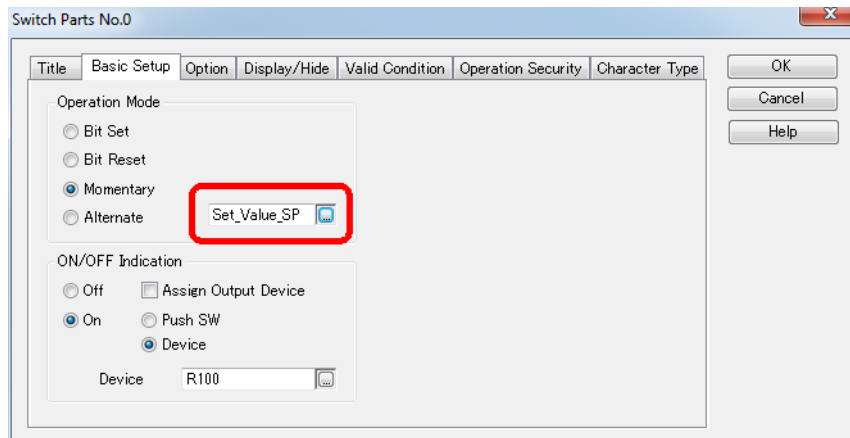 Switch Parts No.0
Title Basic Setup Option Display/Hide Valid Condition Operation Security Character Type
OK
Cancel
Help
Operation Mode
Bit Set
Bit Reset
Momentary
Alternate Set_Value_SP ...
ON/OFF Indication
Off Assign Output Device
On Push SW
Device
Device R100 ...